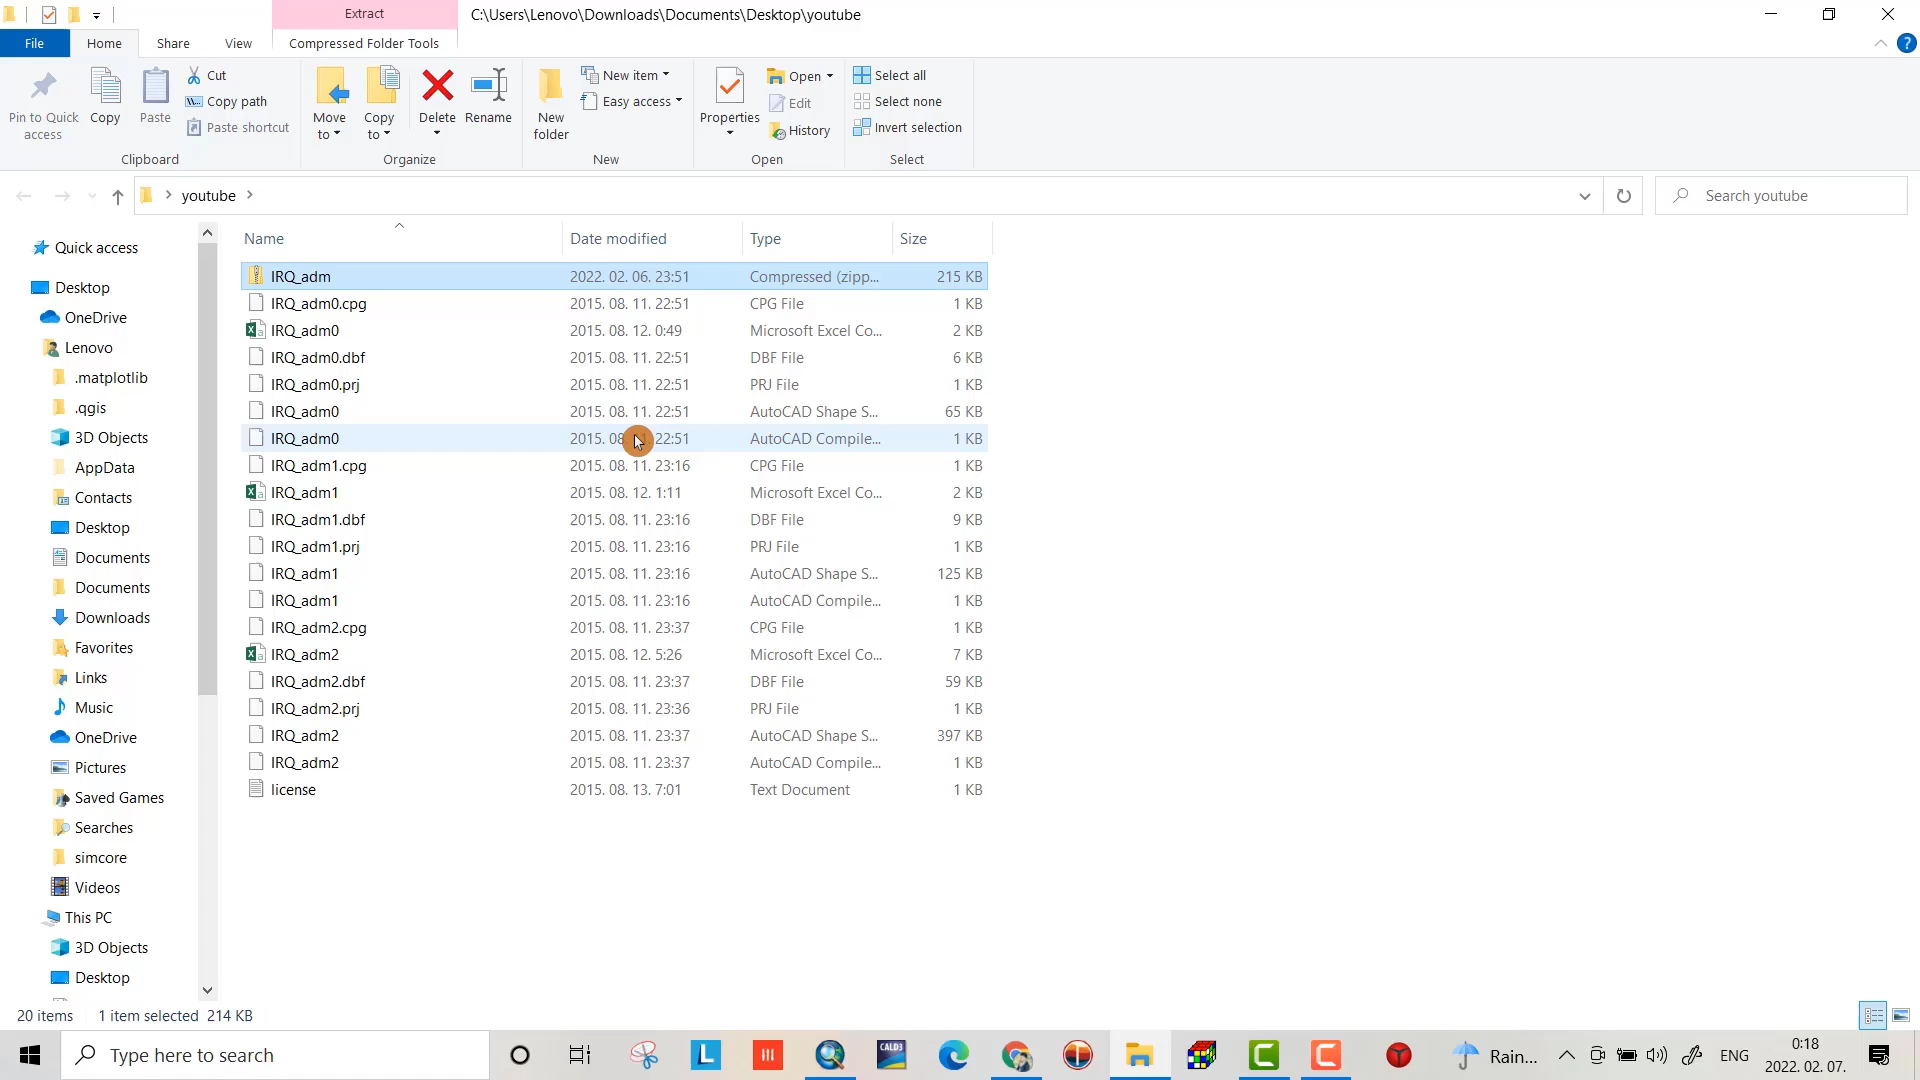 Extract
C:\Users\Lenovo\Downloads\Documents\Desktop\youtube
File
Home
Share
View
Compressed Folder Tools
Pin to Quick access
Copy
Paste
Cut
Copy path
Paste shortcut
Clipboard
Move to
Copy to
Delete
Rename
Organize
New folder
New item
Easy access
New
Properties
Open
Edit
History
Open
Select all
Select none
Invert selection
Select
youtube
Search youtube
Quick access
Desktop
OneDrive
Lenovo
.matplotlib
.qgis
3D Objects
AppData
Contacts
Desktop
Documents
Documents
Downloads
Favorites
Links
Music
OneDrive
Pictures
Saved Games
Searches
simcore
Videos
This PC
3D Objects
Desktop
Name Date modified Type Size
IRQ_adm 2022. 02. 06. 23:51 Compressed (zipp... 215 KB
IRQ_adm0.cpg 2015. 08. 11. 22:51 CPG File 1 KB
IRQ_adm0 2015. 08. 12. 0:49 Microsoft Excel Co... 2 KB
IRQ_adm0.dbf 2015. 08. 11. 22:51 DBF File 6 KB
IRQ_adm0.prj 2015. 08. 11. 22:51 PRJ File 1 KB
IRQ_adm0 2015. 08. 11. 22:51 AutoCAD Shape S... 65 KB
IRQ_adm0 2015. 08 22:51 AutoCAD Compile... 1 KB
IRQ_adm1.cpg 2015. 08. 11. 23:16 CPG File 1 KB
IRQ_adm1 2015. 08. 12. 1:11 Microsoft Excel Co... 2 KB
IRQ_adm1.dbf 2015. 08. 11. 23:16 DBF File 9 KB
IRQ_adm1.prj 2015. 08. 11. 23:16 PRJ File 1 KB
IRQ_adm1 2015. 08. 11. 23:16 AutoCAD Shape S... 125 KB
IRQ_adm1 2015. 08. 11. 23:16 AutoCAD Compile... 1 KB
IRQ_adm2.cpg 2015. 08. 11. 23:37 CPG File 1 KB
IRQ_adm2 2015. 08. 12. 5:26 Microsoft Excel Co... 7 KB
IRQ_adm2.dbf 2015. 08. 11. 23:37 DBF File 59 KB
IRQ_adm2.prj 2015. 08. 11. 23:36 PRJ File 1 KB
IRQ_adm2 2015. 08. 11. 23:37 AutoCAD Shape S... 397 KB
IRQ_adm2 2015. 08. 11. 23:37 AutoCAD Compile... 1 KB
license 2015. 08. 13. 7:01 Text Document 1 KB
20 items 1 item selected 214 KB
Type here to search
L
CALD3
C
C
Rain...
ENG
0:18
2022. 02. 07.